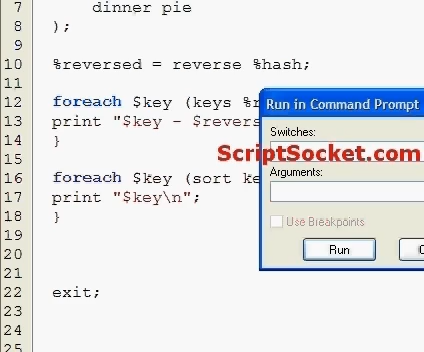 7 dinner pie
8 );
9
10 %reversed = reverse %hash;
11
12 foreach $key (keys %r
13 print "$key - $revers
14 }
15
16 foreach $key (sort ke
17 print "$key\n";
18 }
19
20
21
22 exit;
23
24
25
Run in Command Prompt
Switches:
ScriptSocket.com
Arguments:
Use Breakpoints
Run